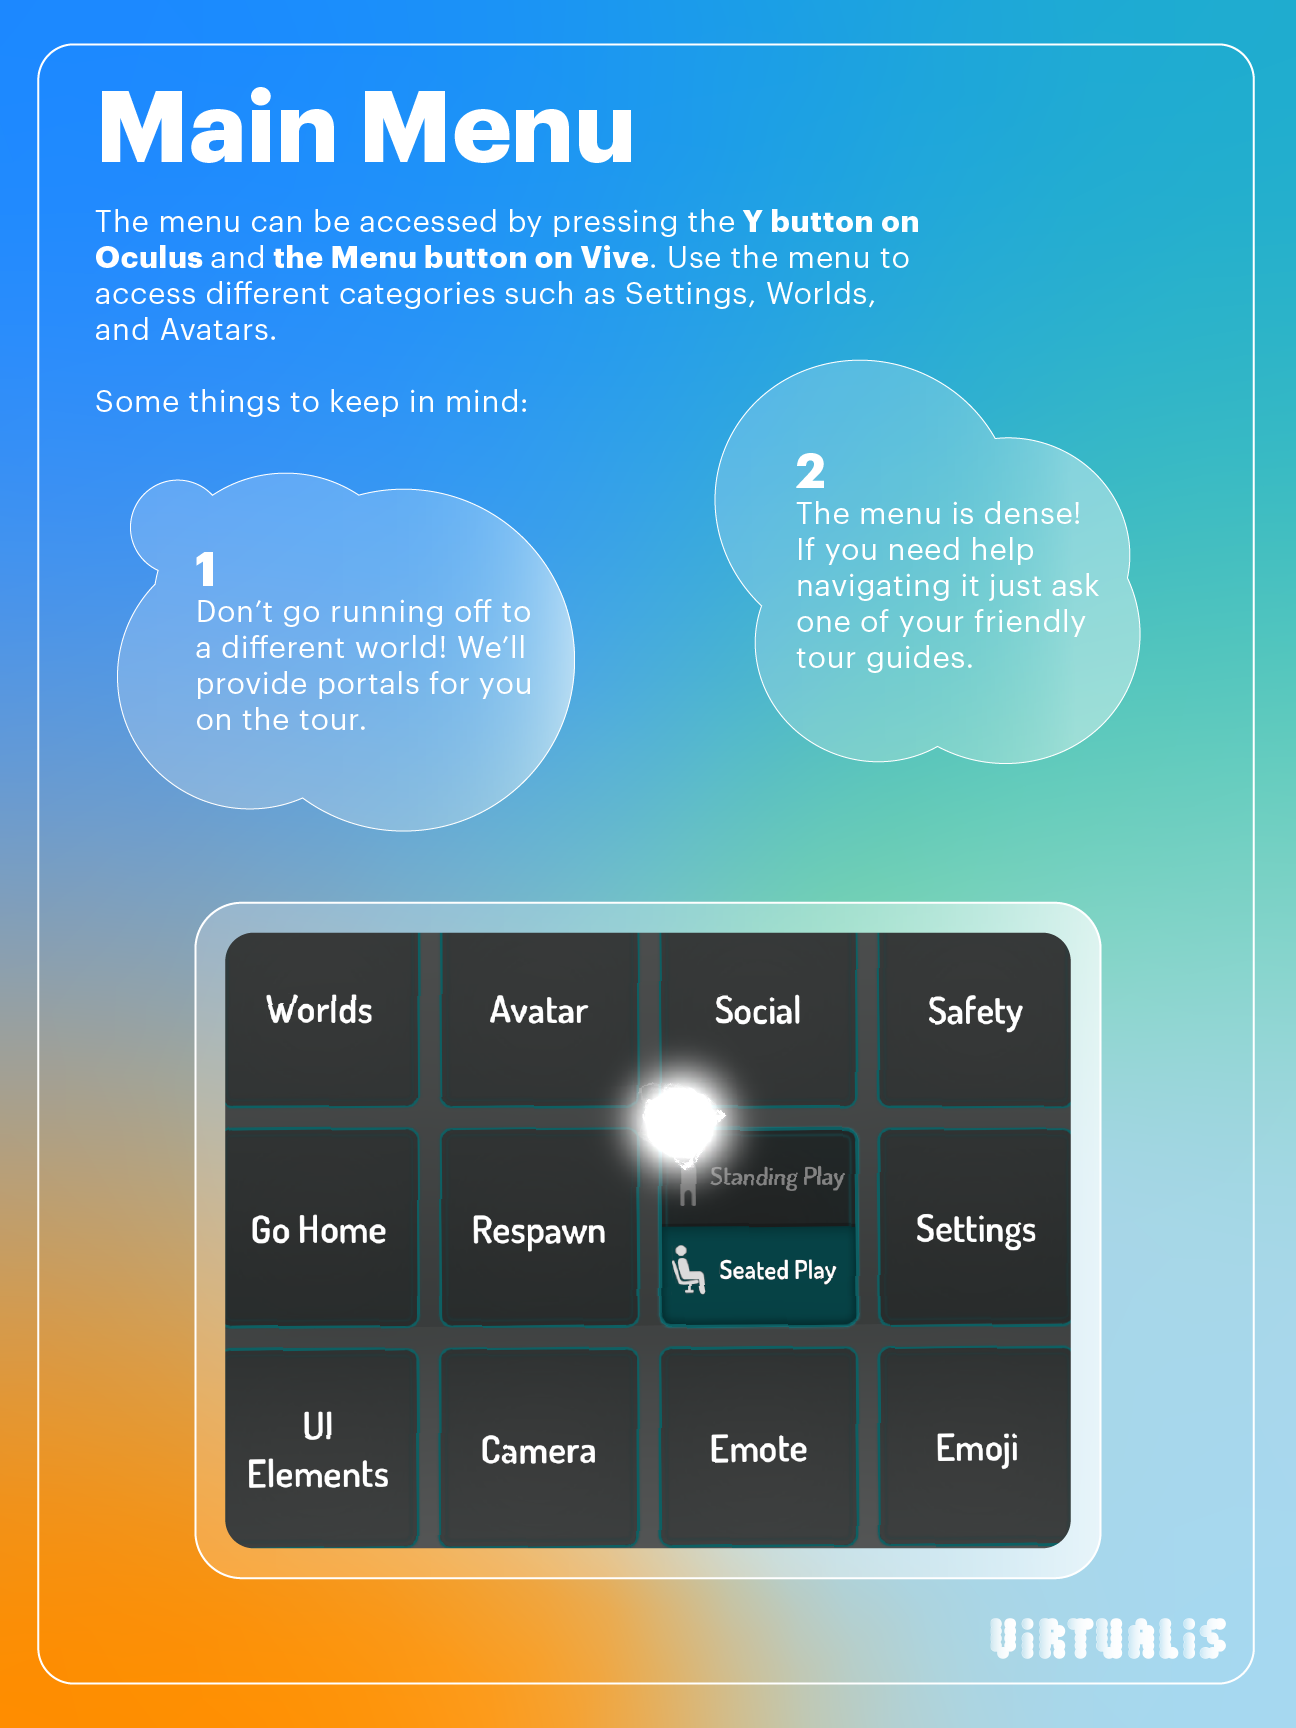 Main Menu
The menu can be accessed by pressing the Y button on
Oculus and the Menu button on Vive. Use the menu to
access different categories such as Settings, Worlds,
and Avatars.
Some things to keep in mind:
1
Don’t go running off to
a different world! We’ll
provide portals for you
on the tour.
2
The menu is dense!
If you need help
navigating it just ask
one of your friendly
tour guides.
Worlds
Avatar
Social
Safety
Go Home
Respawn
Standing Play
Seated Play
Settings
UI
Elements
Camera
Emote
Emoji
ViRTUALiS